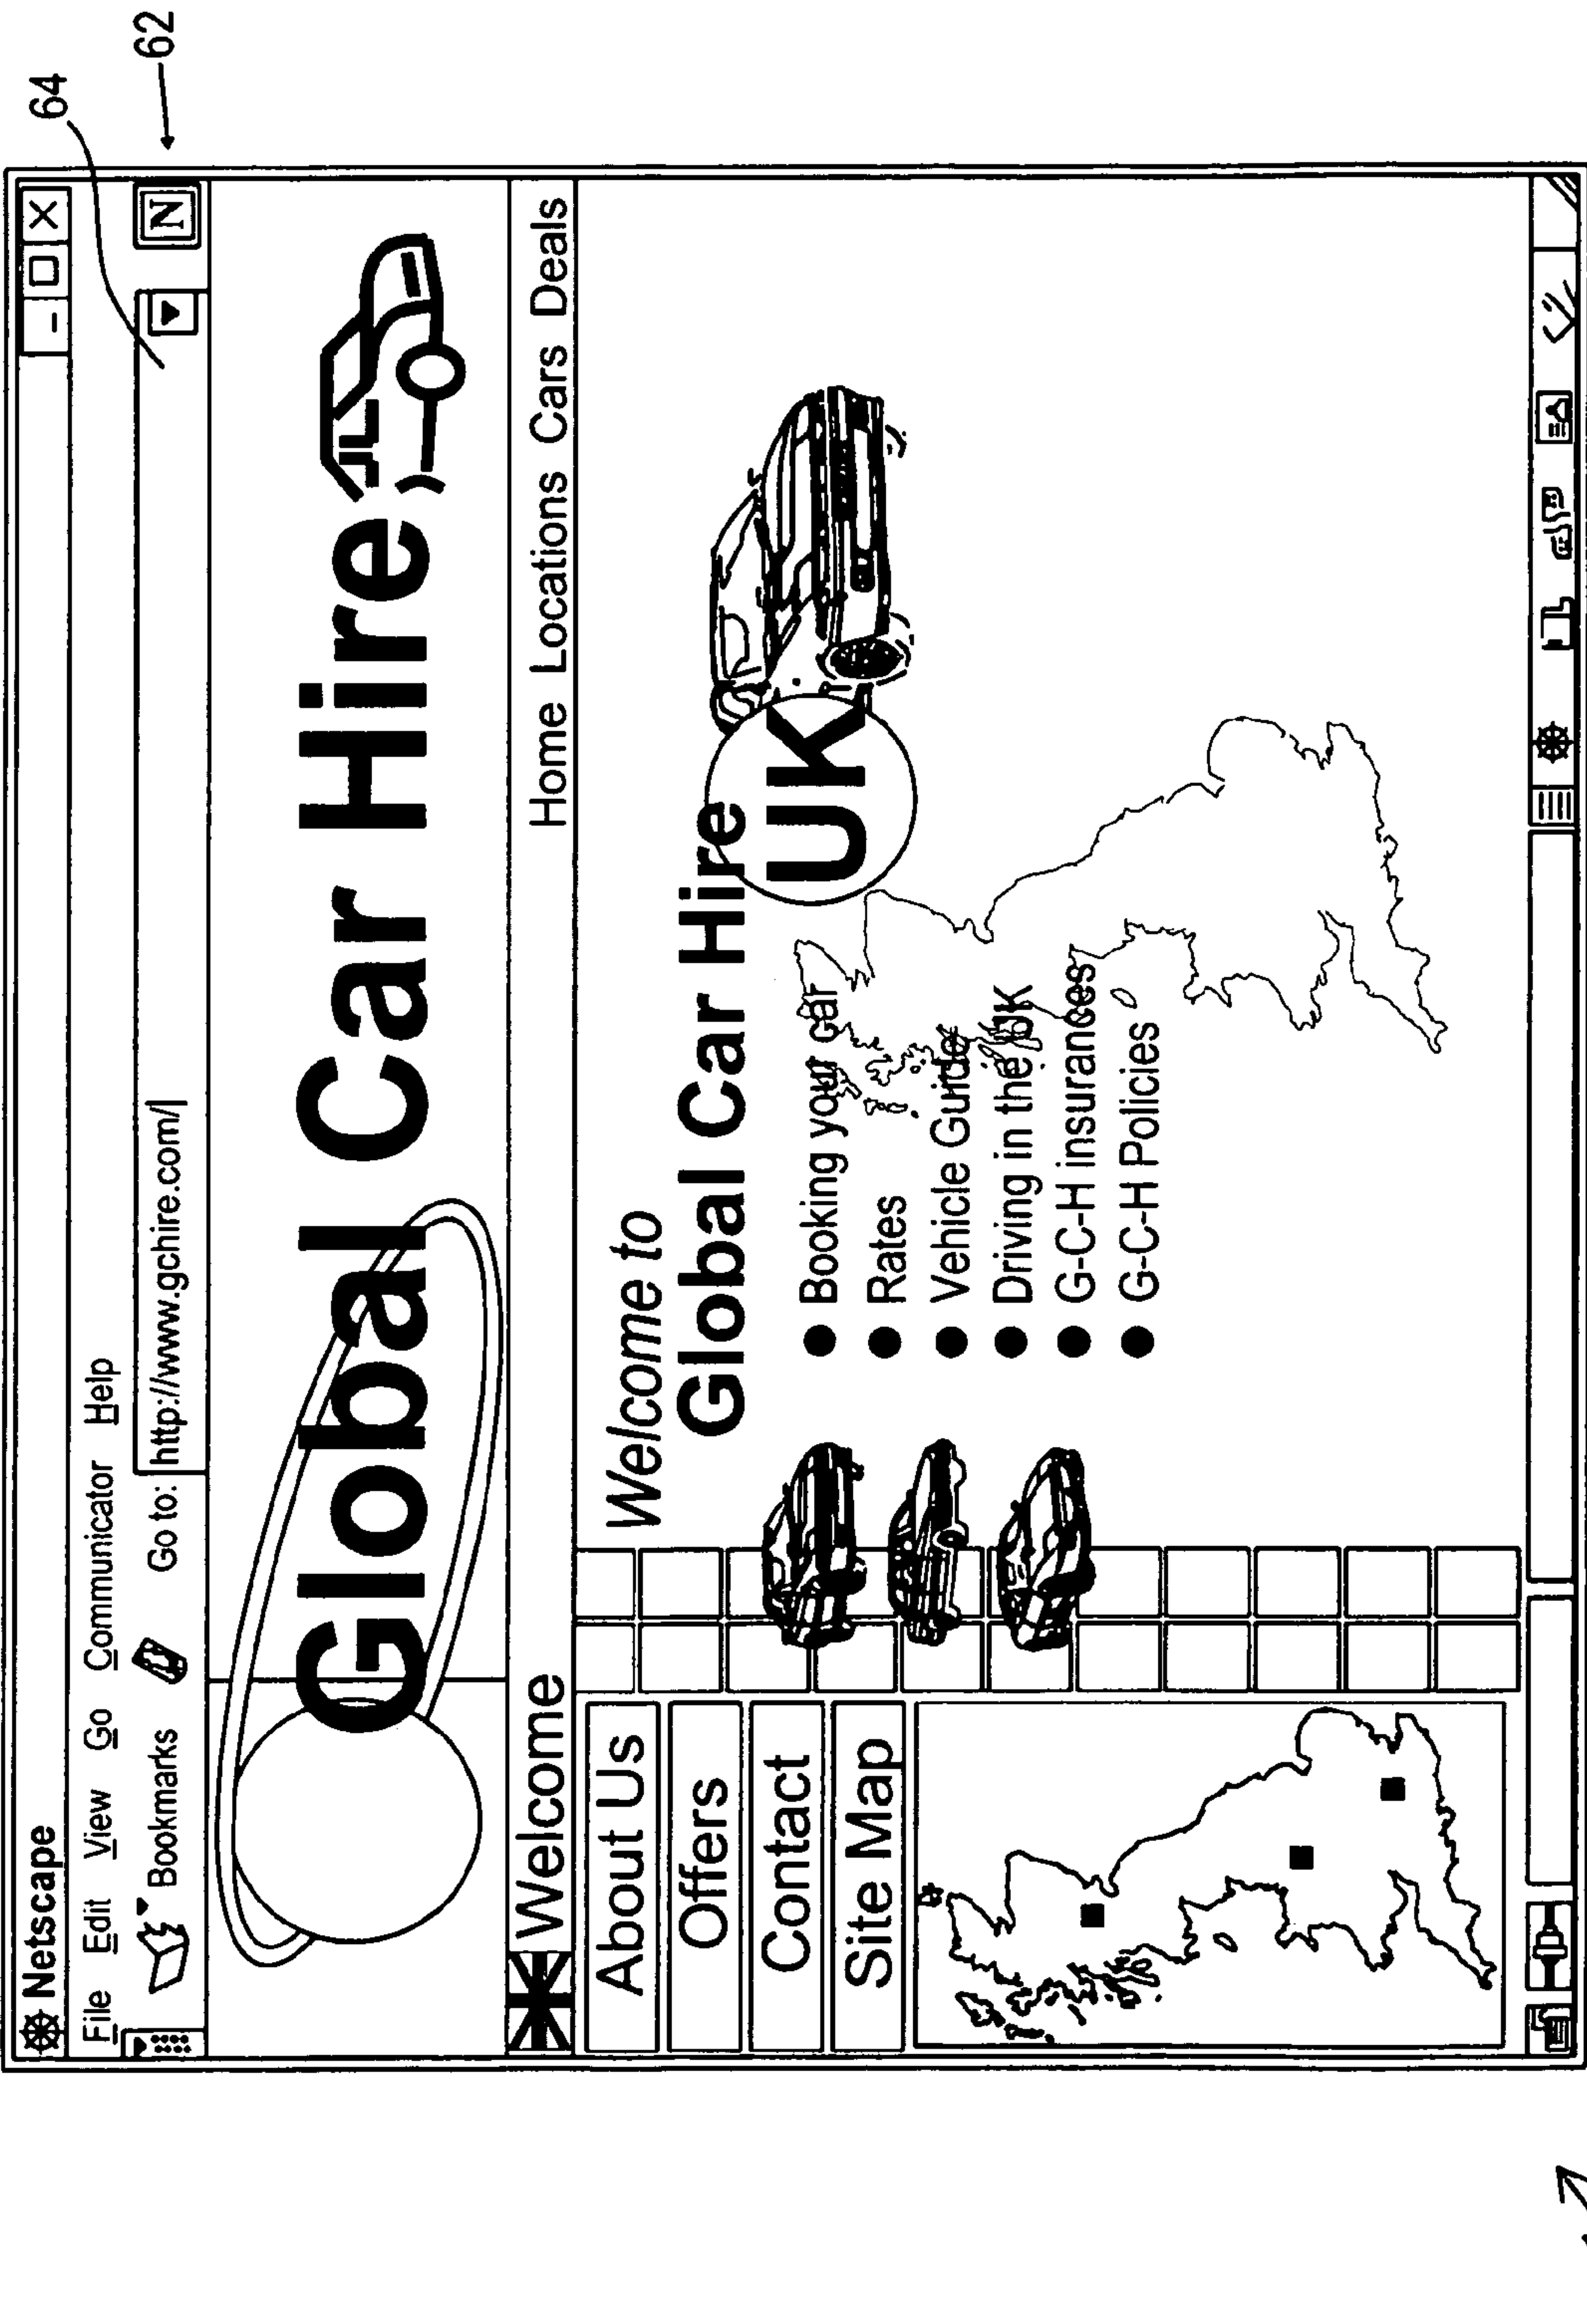 64
62
Netscape
File Edit View Go Communicator Help
Bookmarks Go to: http://www.gchire.com/
N
Global Car Hire
Welcome Home Locations Cars Deals
About Us
Offers
Contact
Site Map
Welcome to
Global Car Hire
UK
● Booking your car
● Rates
● Vehicle Guide
● Driving in the UK
● G-C-H insurances
● G-C-H Policies